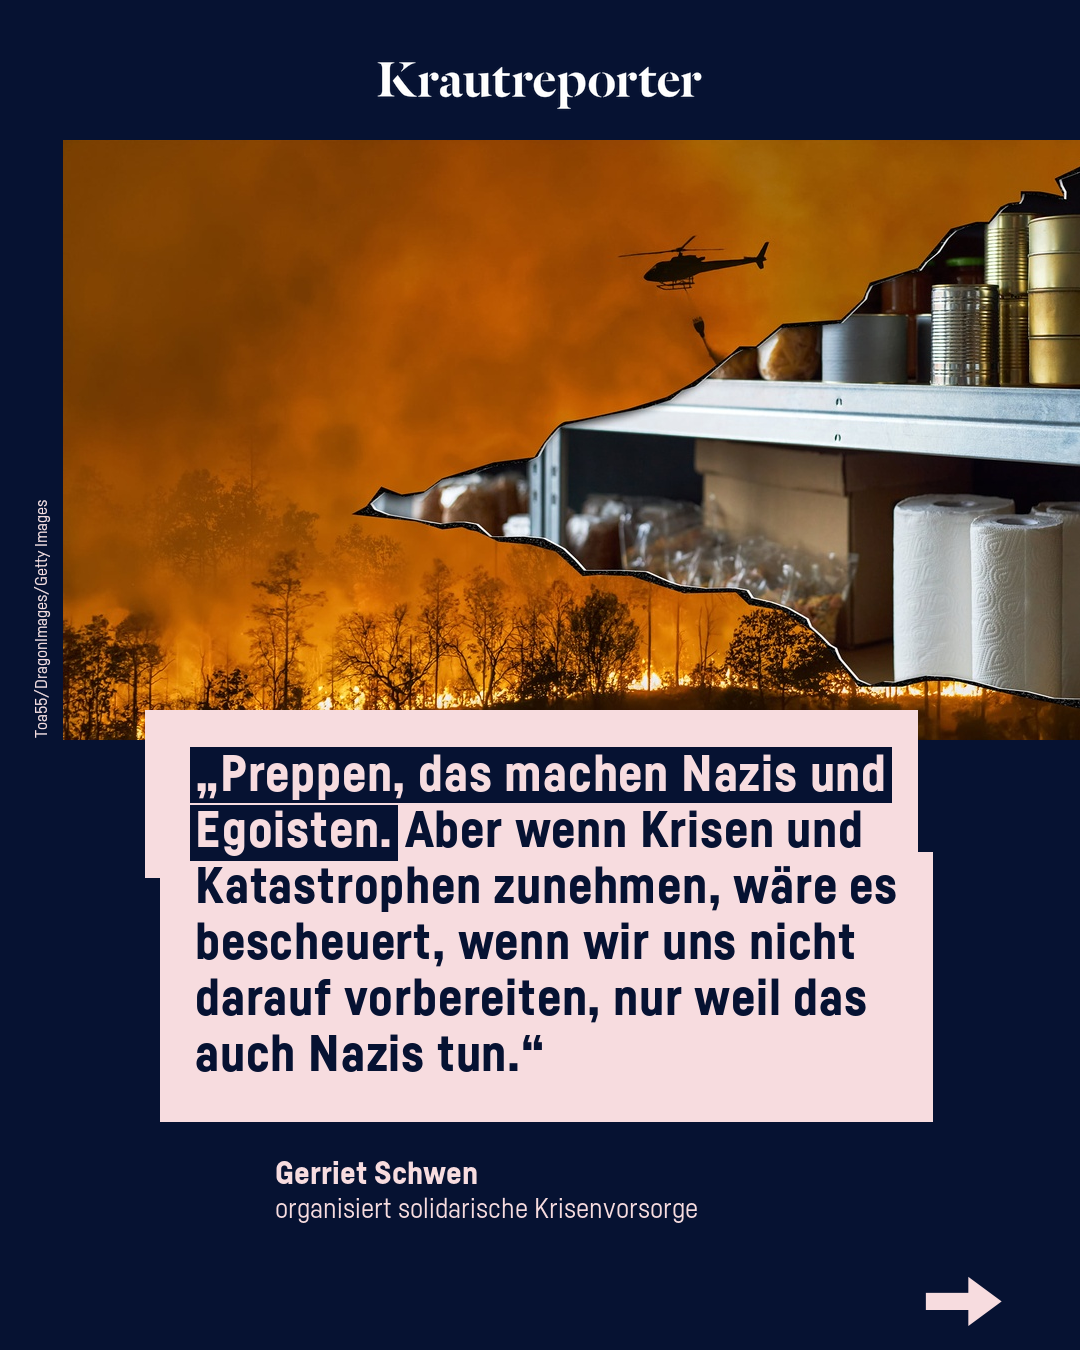 Krautreporter
Toa55/DragonImages/Getty Images
„Preppen, das machen Nazis und
Egoisten. Aber wenn Krisen und
Katastrophen zunehmen, wäre es
bescheuert, wenn wir uns nicht
darauf vorbereiten, nur weil das
auch Nazis tun.“
Gerriet Schwen
organisiert solidarische Krisenvorsorge